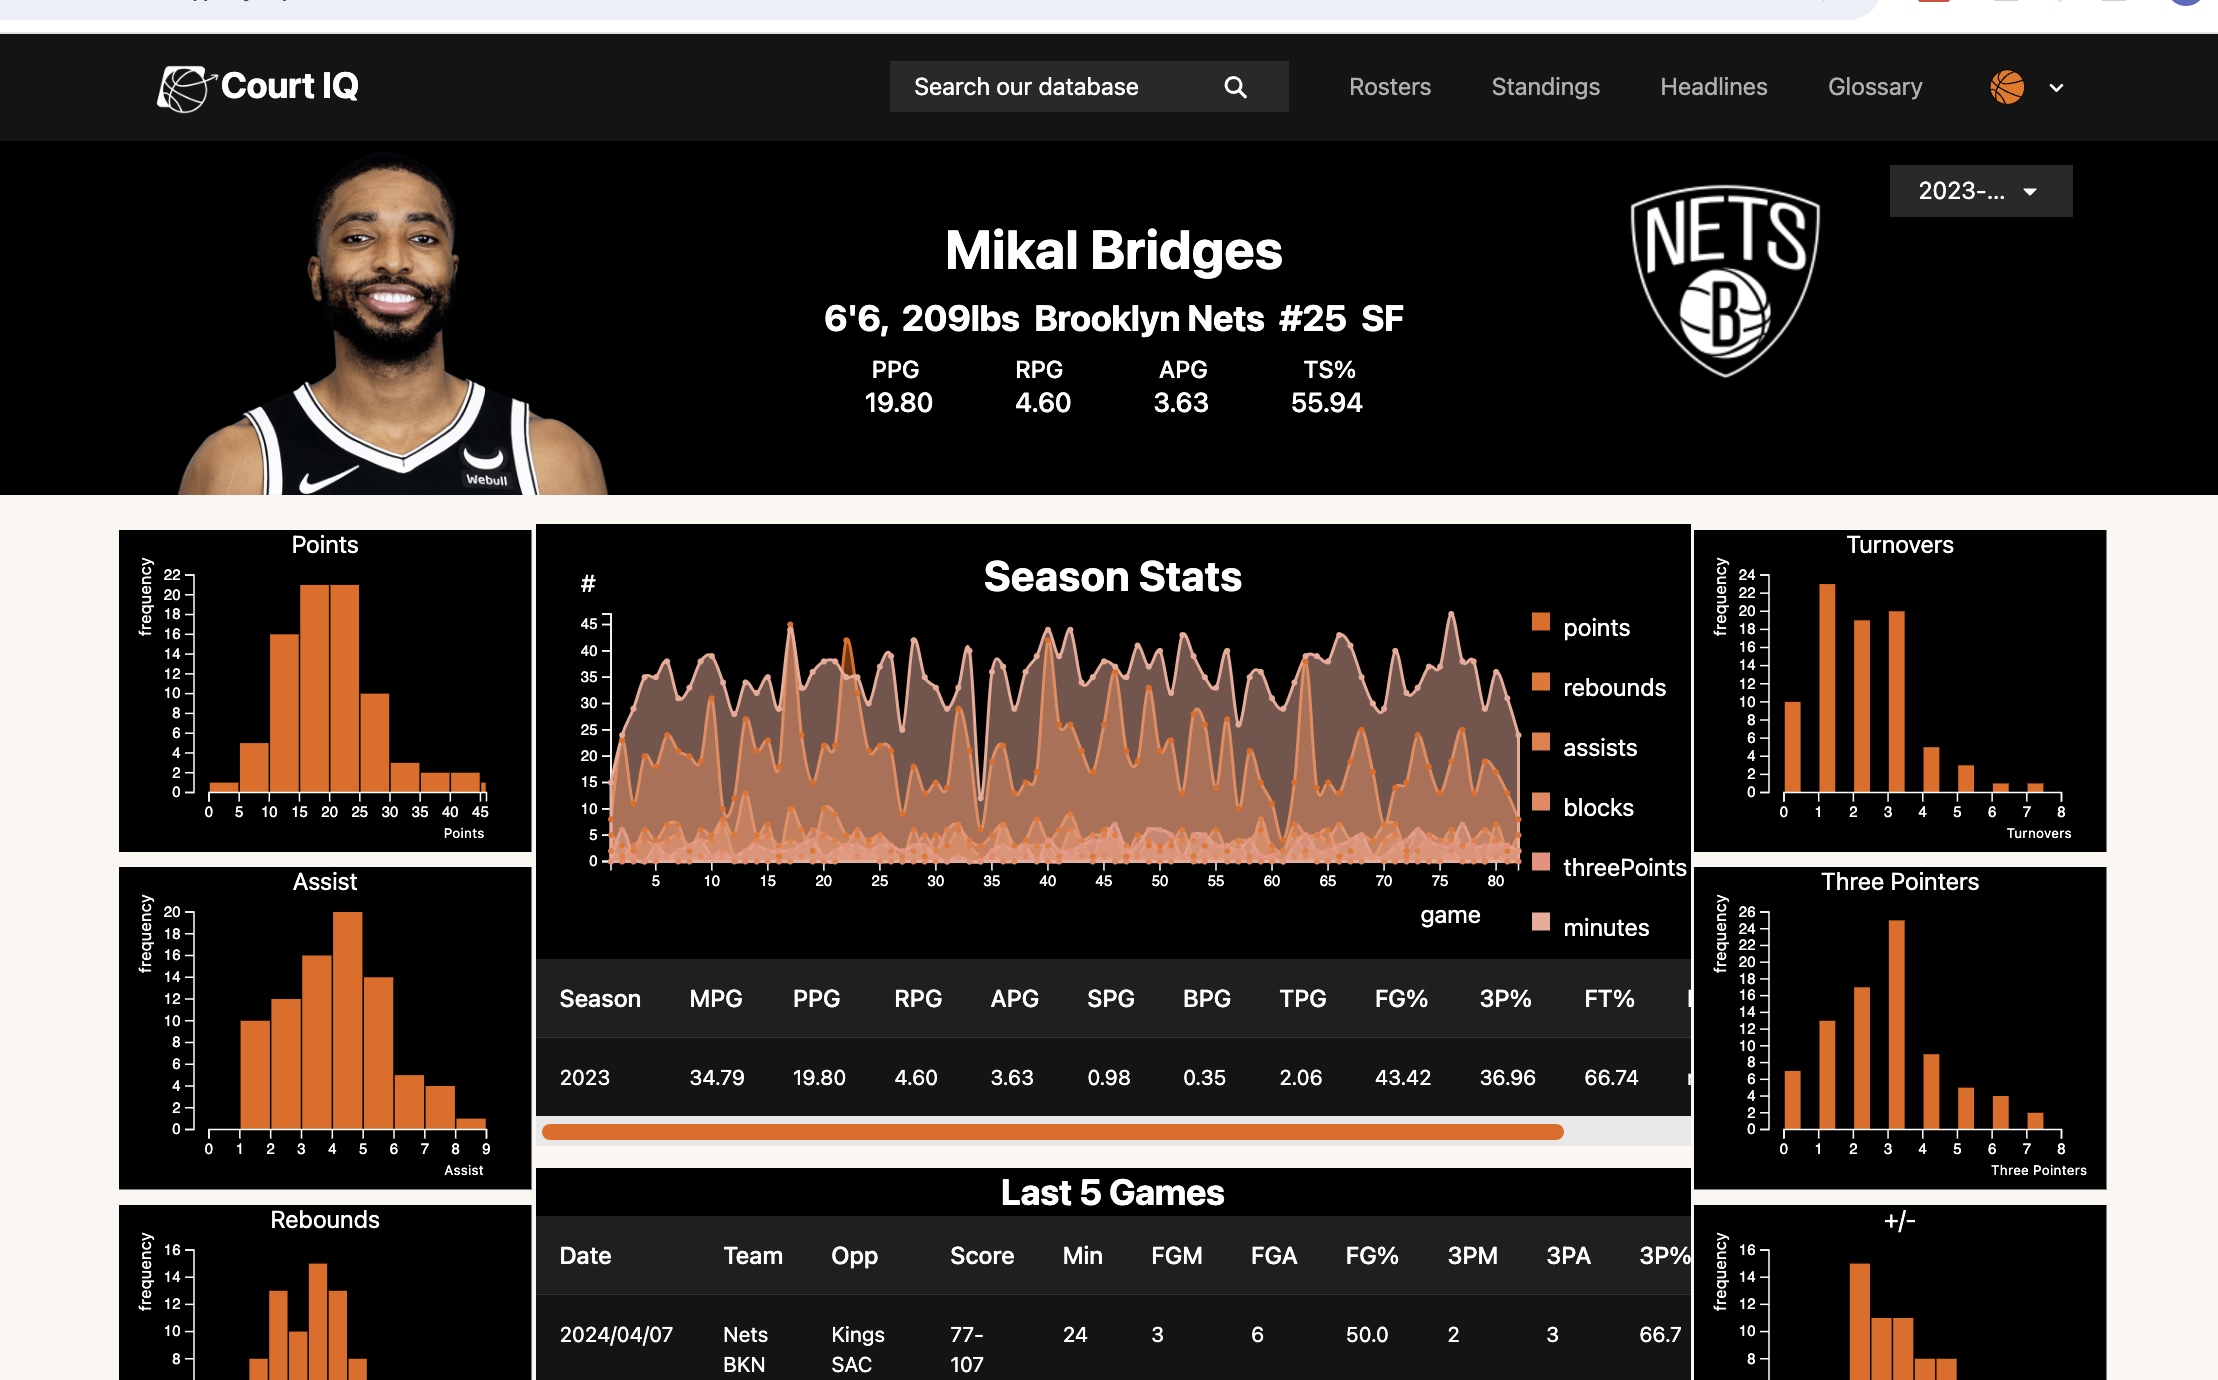 Court IQ
Search our database
Rosters
Standings
Headlines
Glossary
2023-...
NETS
B
Mikal Bridges
6'6, 209lbs Brooklyn Nets #25 SF
PPG RPG APG TS%
19.80 4.60 3.63 55.94
Webull
Points
frequency
22
20
18
16
14
12
10
8
6
4
2
0
0 5 10 15 20 25 30 35 40 45
Points
Assist
frequency
20
18
16
14
12
10
8
6
4
2
0
0 1 2 3 4 5 6 7 8 9
Assist
Rebounds
frequency
16
14
12
10
8
Season Stats
#
45
40
35
30
25
20
15
10
5
0
5 10 15 20 25 30 35 40 45 50 55 60 65 70 75 80
game
points
rebounds
assists
blocks
threePoints
minutes
Season MPG PPG RPG APG SPG BPG TPG FG% 3P% FT%
2023 34.79 19.80 4.60 3.63 0.98 0.35 2.06 43.42 36.96 66.74
Last 5 Games
Date Team Opp Score Min FGM FGA FG% 3PM 3PA 3P%
2024/04/07 Nets Kings 77- 24 3 6 50.0 2 3 66.7
BKN SAC 107
Turnovers
frequency
24
22
20
18
16
14
12
10
8
6
4
2
0
0 1 2 3 4 5 6 7 8
Turnovers
Three Pointers
frequency
26
24
22
20
18
16
14
12
10
8
6
4
2
0
0 1 2 3 4 5 6 7 8
Three Pointers
+/-
frequency
16
14
12
10
8